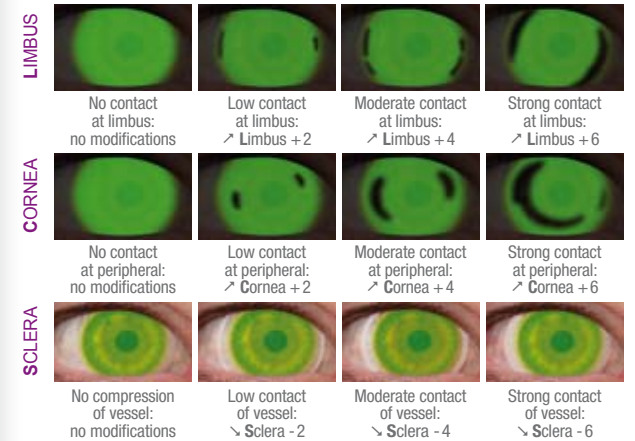 LIMBUS
No contact
at limbus:
no modifications
Low contact
at limbus:
↗ Limbus + 2
Moderate contact
at limbus:
↗ Limbus + 4
Strong contact
at limbus:
↗ Limbus + 6
CORNEA
No contact
at peripheral:
no modifications
Low contact
at peripheral:
↗ Cornea + 2
Moderate contact
at peripheral:
↗ Cornea + 4
Strong contact
at peripheral:
↗ Cornea + 6
SCLERA
No compression
of vessel:
no modifications
Low contact
of vessel:
↘ Sclera - 2
Moderate contact
of vessel:
↘ Sclera - 4
Strong contact
of vessel:
↘ Sclera - 6